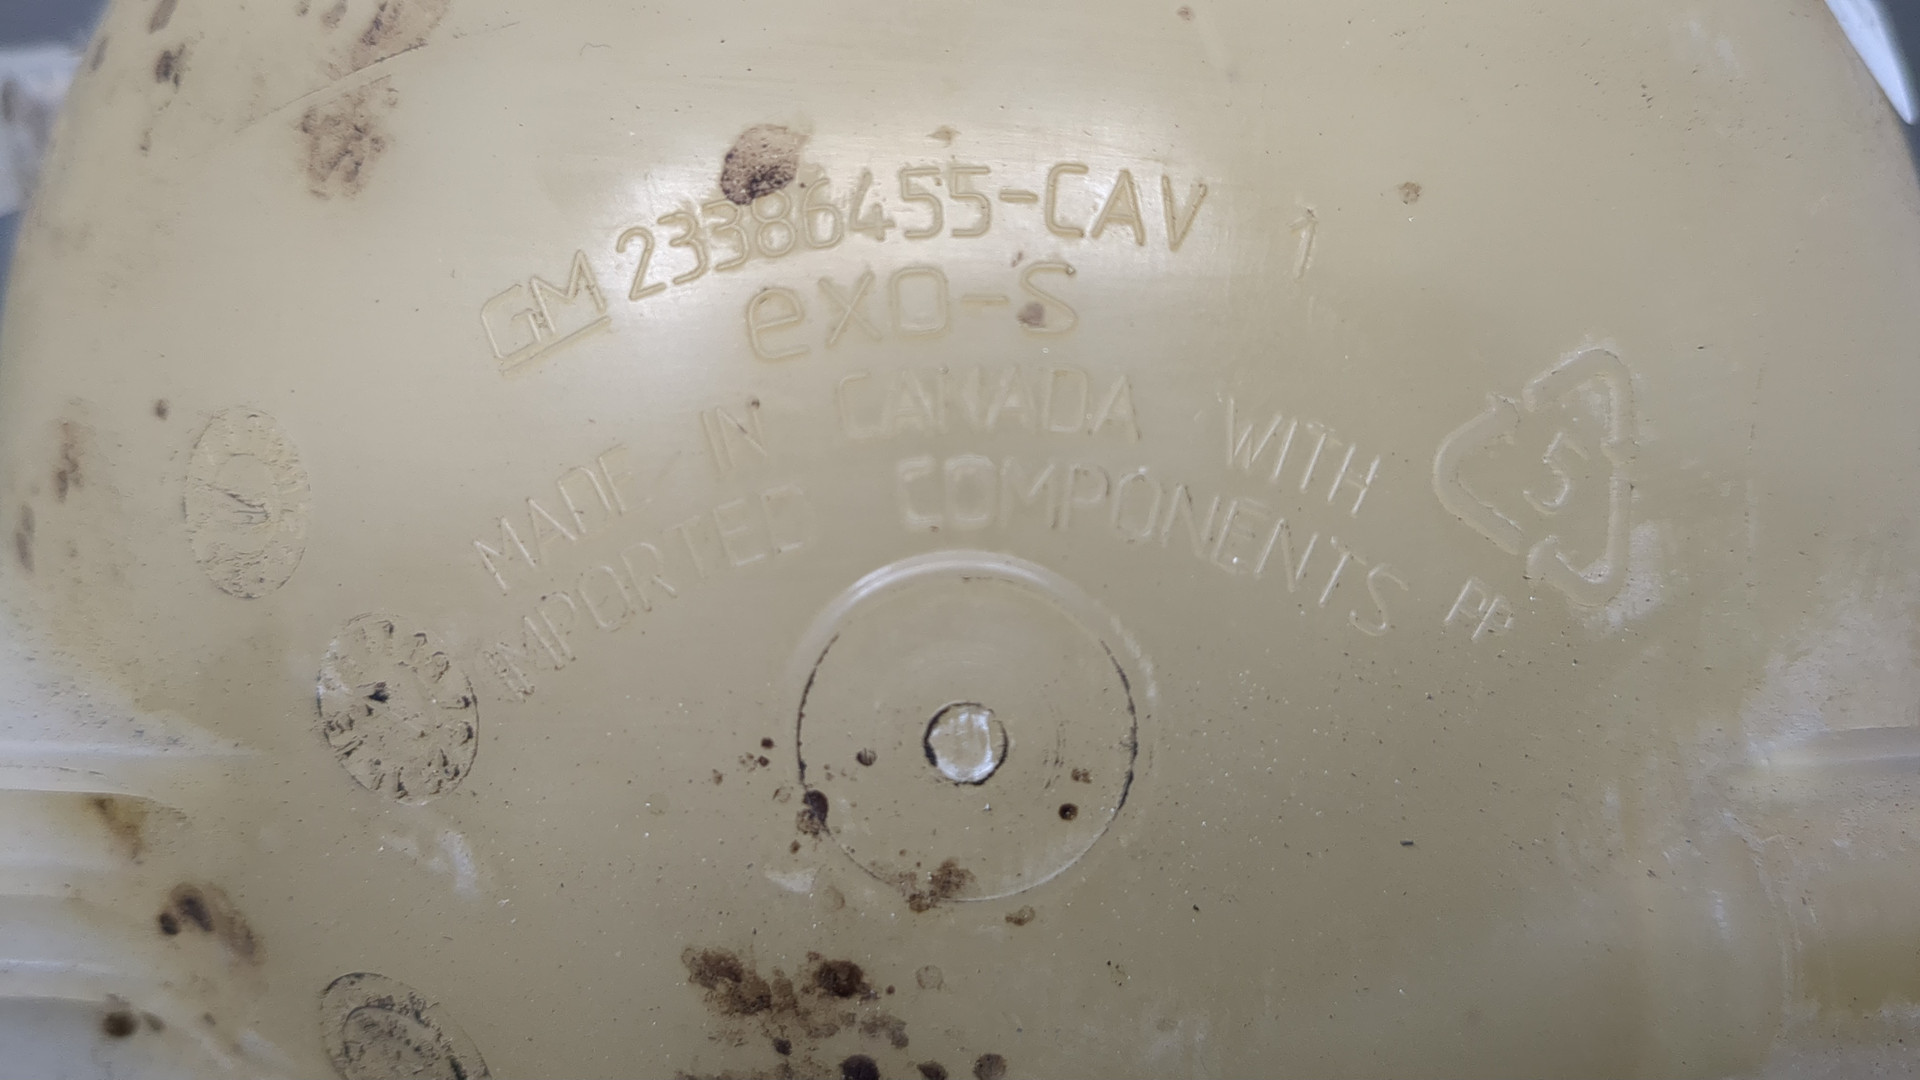 GM 23386455-CAV 1
exo-S
MADE IN CANADA WITH
IMPORTED COMPONENTS
5
PP